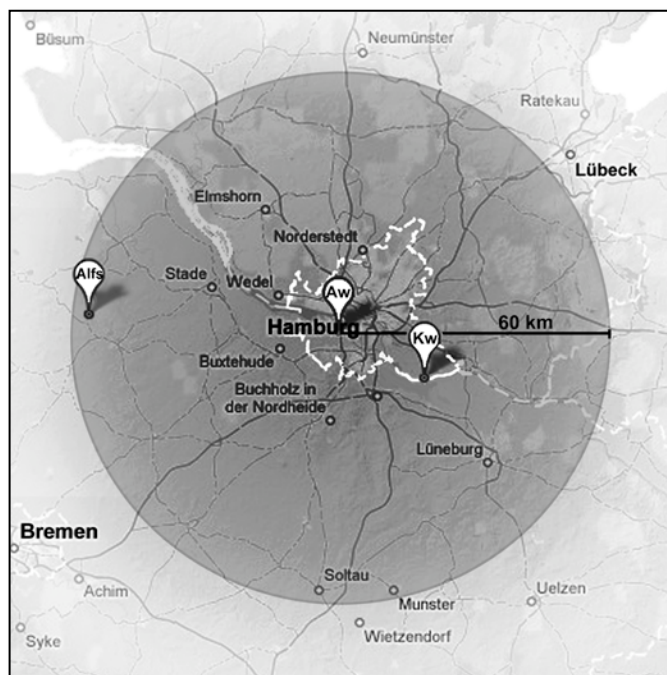 Büsum
Neumünster
Ratekau
Lübeck
Elmshorn
Norderstedt
Alfs
Stade
Wedel
Aw
Hamburg
60 km
Kw
Buxtehude
Buchholz in
der Nordheide
Lüneburg
Bremen
Achim
Soltau
Munster
Uelzen
Syke
Wietzendorf